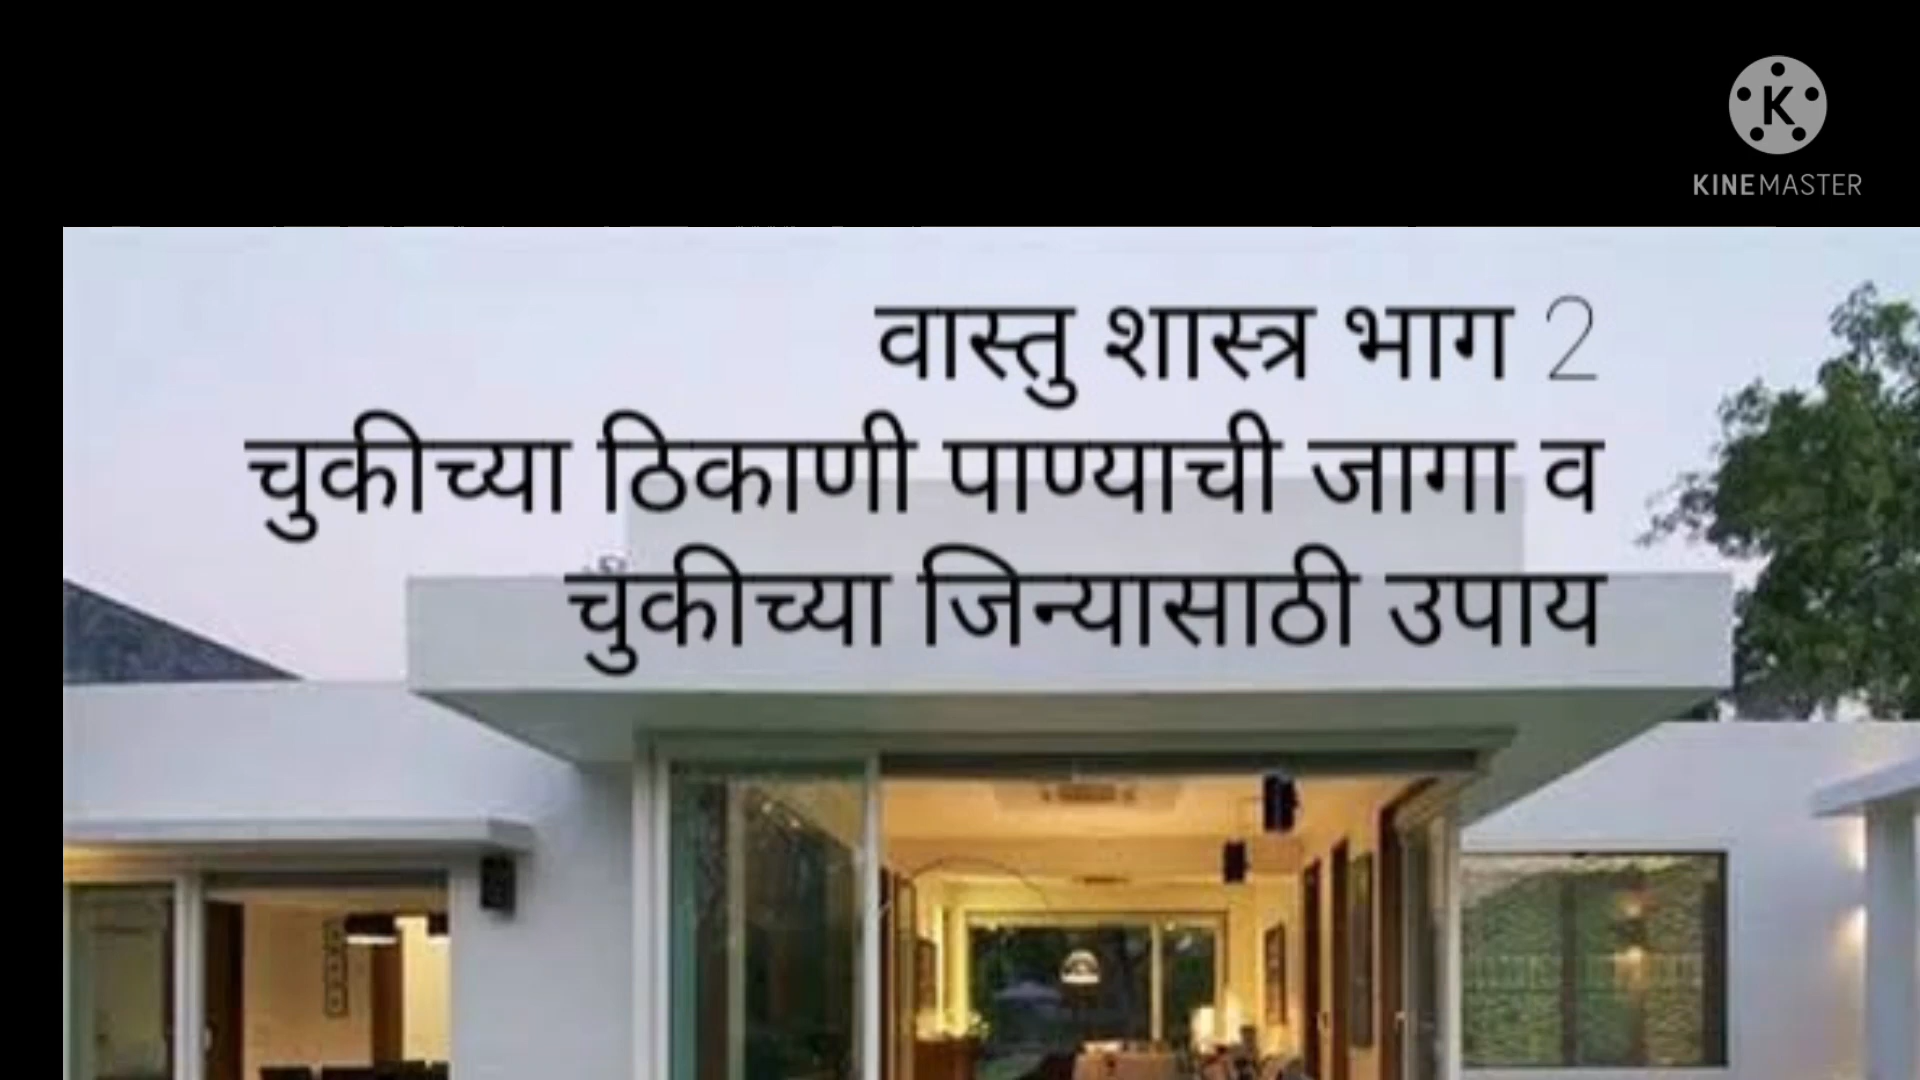 KINEMASTER
वास्तु शास्त्र भाग 2
चुकीच्या ठिकाणी पाण्याची जागा व
चुकीच्या जिन्यासाठी उपाय